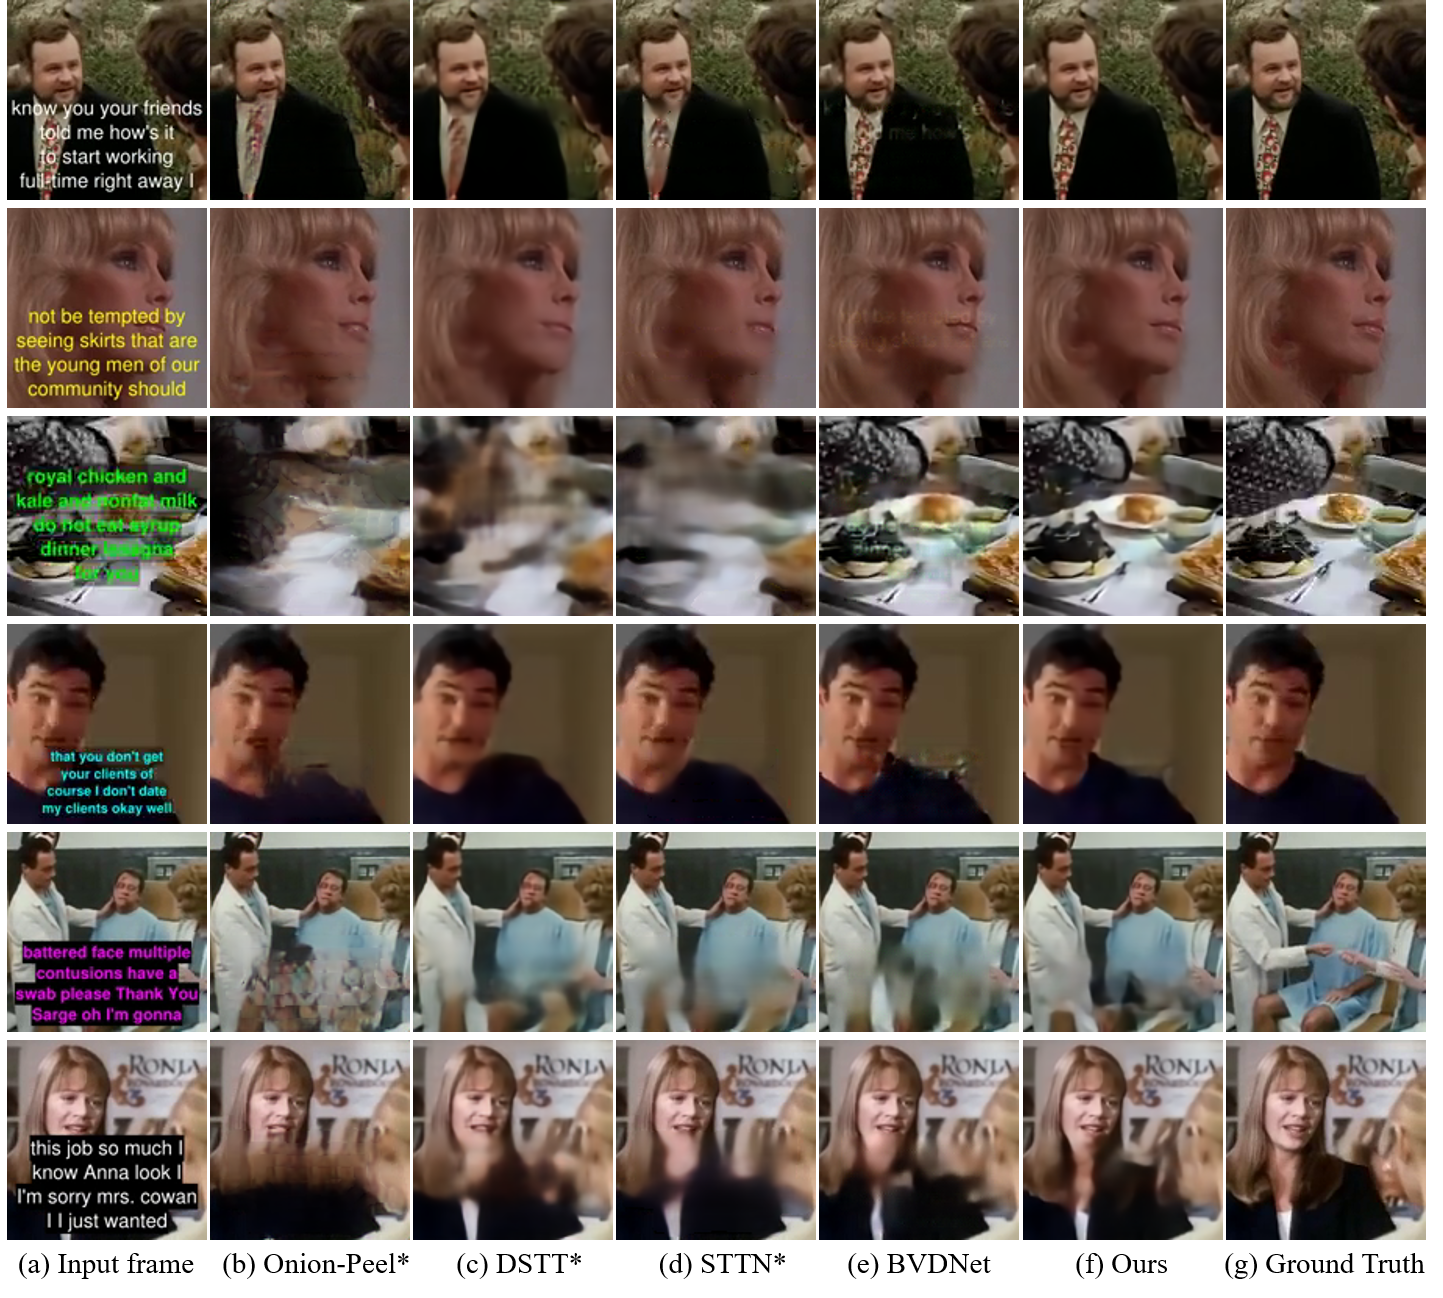 know you your friends
told me how's it
to start working
full-time right away I
not be tempted by
seeing skirts that are
the young men of our
community should
royal chicken and
kale and nonfat milk
do not eat syrup
dinner lasagna
for you
that you don't get
your clients of
course I don't date
my clients okay well.
battered face multiple
contusions have a
swab please Thank You
Sarge oh I'm gonna
this job so much I
know Anna look I
I'm sorry mrs. cowan
I I just wanted
(a) Input frame (b) Onion-Peel* (c) DSTT* (d) STTN* (e) BVDNet (f) Ours (g) Ground Truth